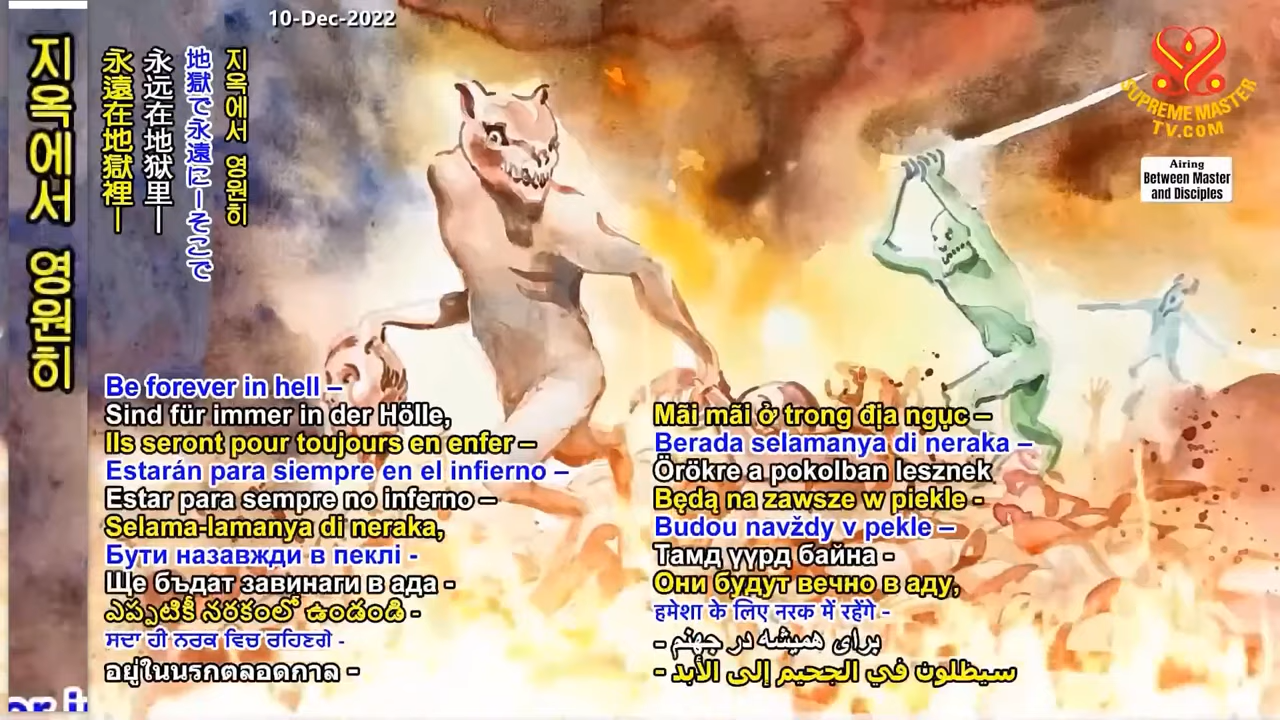 10-Dec-2022
SUPREME MASTER
TV.COM
Airing
Between Master
and Disciples
지옥에서 영원히
永遠在地獄裡—
永远在地狱里—
地獄で永遠に—そこで
지옥에서 영원히
Be forever in hell –
Sind für immer in der Hölle,
Ils seront pour toujours en enfer –
Estarán para siempre en el infierno –
Estar para sempre no inferno –
Selama-lamanya di neraka,
Бути назавжди в пеклі -
Ще бъдат завинаги в ада -
ఎప్పటికీ నరకంలో ఉండండి -
ਸਦਾ ਹੀ ਨਰਕ ਵਿਚ ਰਹਿਣਗੇ -
อยู่ในนรกตลอดกาล -
Mãi mãi ở trong địa ngục –
Berada selamanya di neraka –
Örökre a pokolban lesznek
Będą na zawsze w piekle -
Budou navždy v pekle –
Тамд үүрд байна -
Они будут вечно в аду,
हमेशा के लिए नरक में रहेंगे -
برای همیشه در جهنم -
سيظلون في الجحيم إلى الأبد -